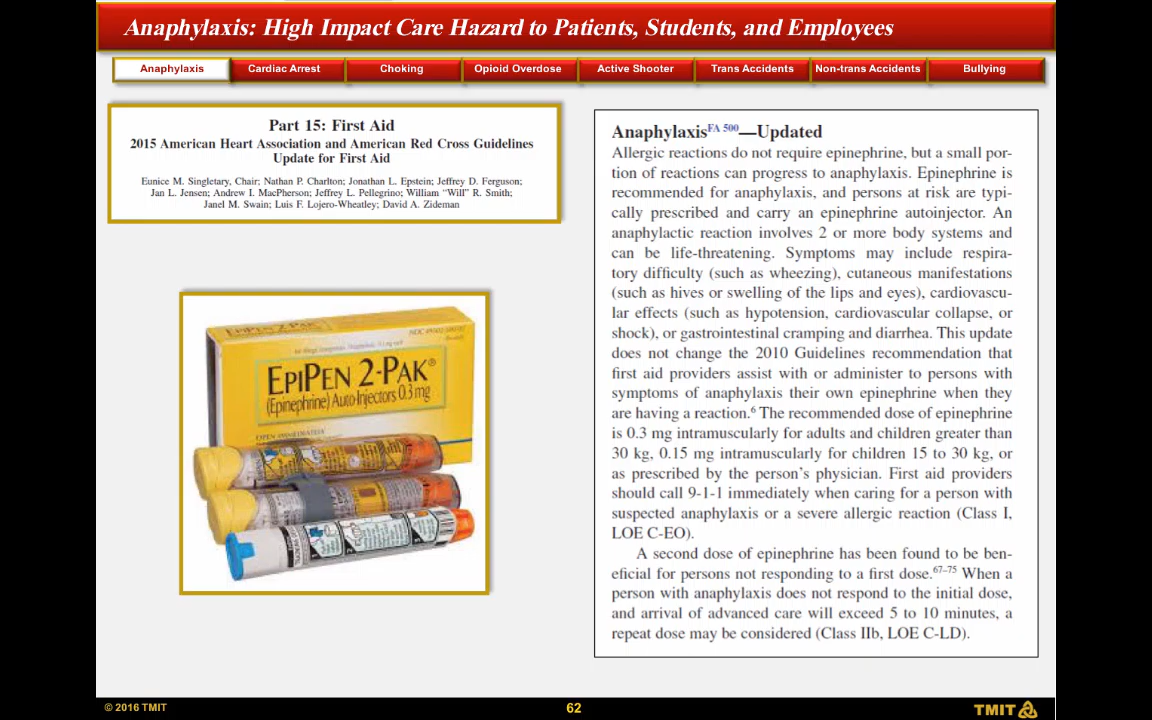 Anaphylaxis: High Impact Care Hazard to Patients, Students, and Employees
Anaphylaxis
Cardiac Arrest
Choking
Opioid Overdose
Active Shooter
Trans Accidents
Non-trans Accidents
Bullying
Part 15: First Aid
2015 American Heart Association and American Red Cross Guidelines
Update for First Aid
Eunice M. Singletary, Chair; Nathan P. Charlton; Jonathan L. Epstein; Jeffrey D. Ferguson;
Jan L. Jensen; Andrew I. MacPherson; Jeffrey L. Pellegrino; William “Will” R. Smith;
Janel M. Swain; Luis F. Lojero-Wheatley; David A. Zideman
EPIPEN 2-PAK
EPIPEN 2-PAK®
(Epinephrine) Auto-Injectors 0.3 mg
Anaphylaxis FA 500—Updated
Allergic reactions do not require epinephrine, but a small por-
tion of reactions can progress to anaphylaxis. Epinephrine is
recommended for anaphylaxis, and persons at risk are typi-
cally prescribed and carry an epinephrine autoinjector. An
anaphylactic reaction involves 2 or more body systems and
can be life-threatening. Symptoms may include respira-
tory difficulty (such as wheezing), cutaneous manifestations
(such as hives or swelling of the lips and eyes), cardiovascu-
lar effects (such as hypotension, cardiovascular collapse, or
shock), or gastrointestinal cramping and diarrhea. This update
does not change the 2010 Guidelines recommendation that
first aid providers assist with or administer to persons with
symptoms of anaphylaxis their own epinephrine when they
are having a reaction.6 The recommended dose of epinephrine
is 0.3 mg intramuscularly for adults and children greater than
30 kg, 0.15 mg intramuscularly for children 15 to 30 kg, or
as prescribed by the person’s physician. First aid providers
should call 9-1-1 immediately when caring for a person with
suspected anaphylaxis or a severe allergic reaction (Class I,
LOE C-EO).
A second dose of epinephrine has been found to be ben-
eficial for persons not responding to a first dose.67–75 When a
person with anaphylaxis does not respond to the initial dose,
and arrival of advanced care will exceed 5 to 10 minutes, a
repeat dose may be considered (Class IIb, LOE C-LD).
© 2016 TMIT
62
TMIT